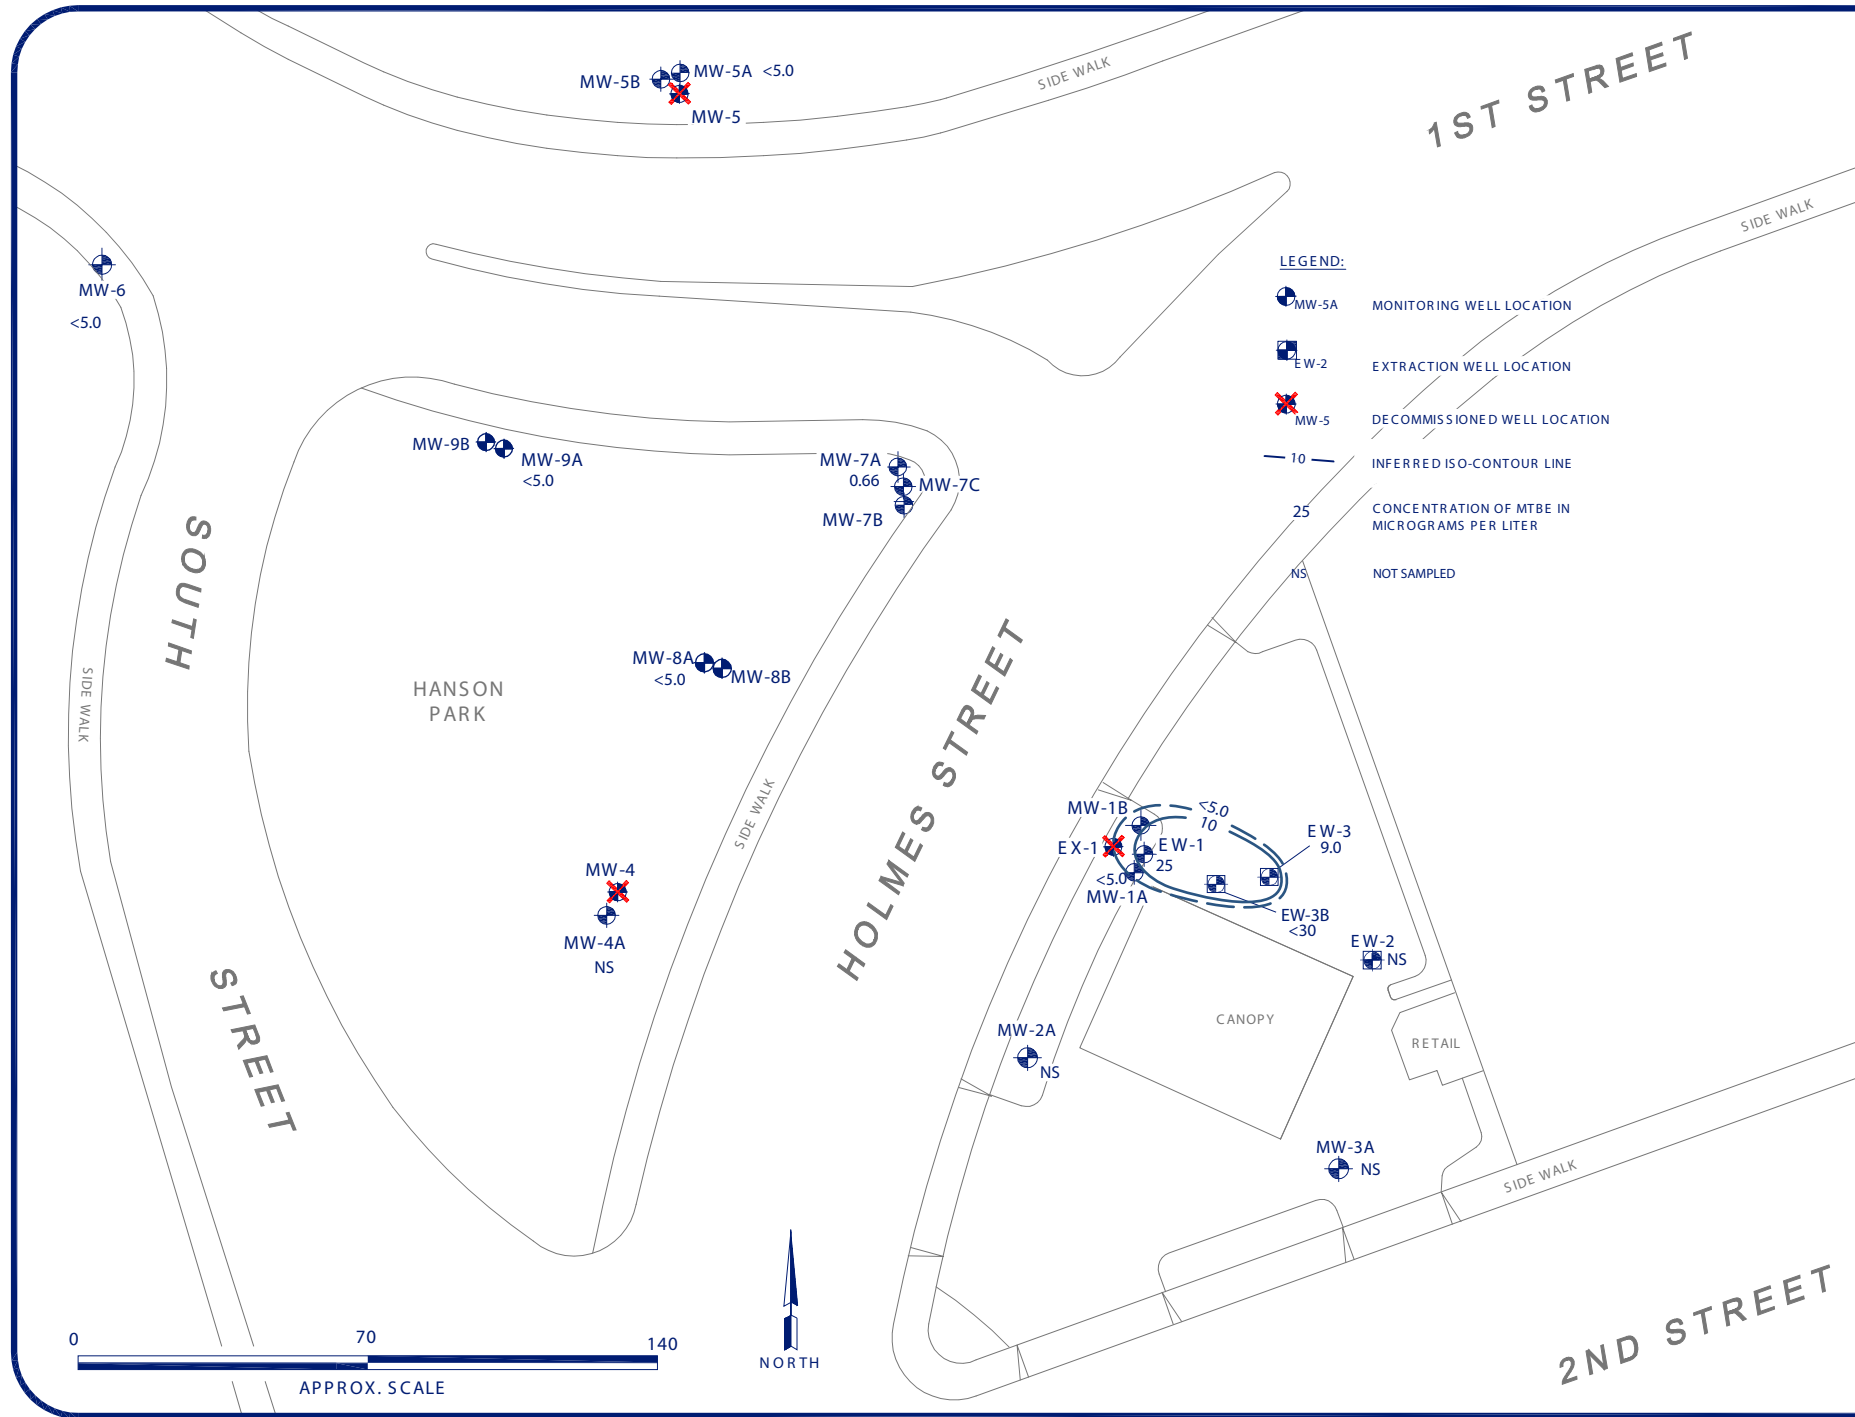 MW-5B
MW-5A <5.0
MW-5
SIDE WALK
1ST STREET
SIDE WALK
MW-6
<5.0
LEGEND:
MW-5A MONITORING WELL LOCATION
EW-2 EXTRACTION WELL LOCATION
MW-5 DECOMMISSIONED WELL LOCATION
10 INFERRED ISO-CONTOUR LINE
25 CONCENTRATION OF MTBE IN
MICROGRAMS PER LITER
NS NOT SAMPLED
MW-9B
MW-9A
<5.0
MW-7A
0.66
MW-7C
MW-7B
SOUTH
STREET
SIDE WALK
HANSON
PARK
MW-8A
<5.0
MW-8B
HOLMES STREET
SIDE WALK
MW-4
MW-4A
NS
MW-1B
<5.0
10
EX-1
EW-1
25
<5.0
MW-1A
EW-3
9.0
EW-3B
<30
EW-2
NS
CANOPY
RETAIL
MW-2A
NS
MW-3A
NS
SIDE WALK
2ND STREET
0 70 140
APPROX. SCALE
NORTH